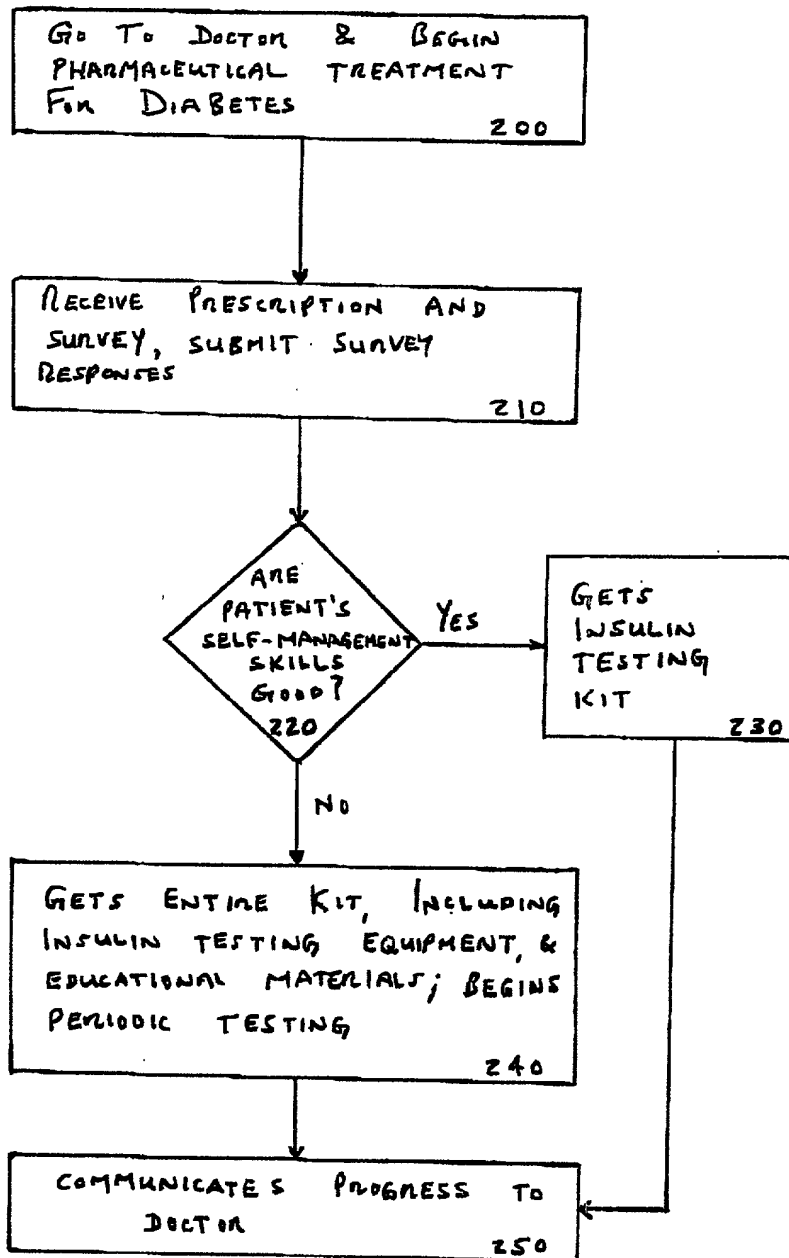 Go To Doctor & Begin
Pharmaceutical Treatment
For Diabetes
200
Receive Prescription and
Survey, Submit Survey
Responses
210
Are
Patient's
Self-Management
Skills
Good?
220
Yes
Gets
Insulin
Testing
Kit
230
No
Gets Entire Kit, Including
Insulin Testing Equipment, &
Educational Materials; Begins
Periodic Testing
240
Communicates Progress to
Doctor
250